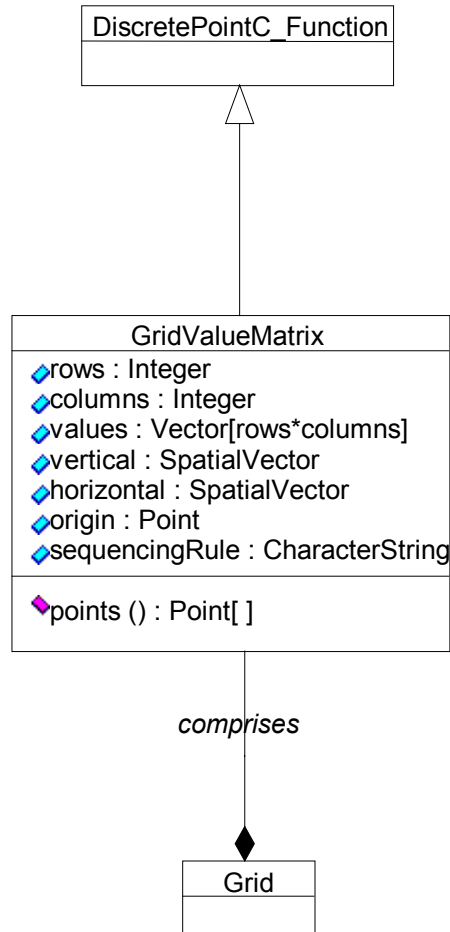 DiscretePointC_Function
GridValueMatrix
rows : Integer
columns : Integer
values : Vector[rows*columns]
vertical : SpatialVector
horizontal : SpatialVector
origin : Point
sequencingRule : CharacterString
points () : Point[ ]
comprises
Grid